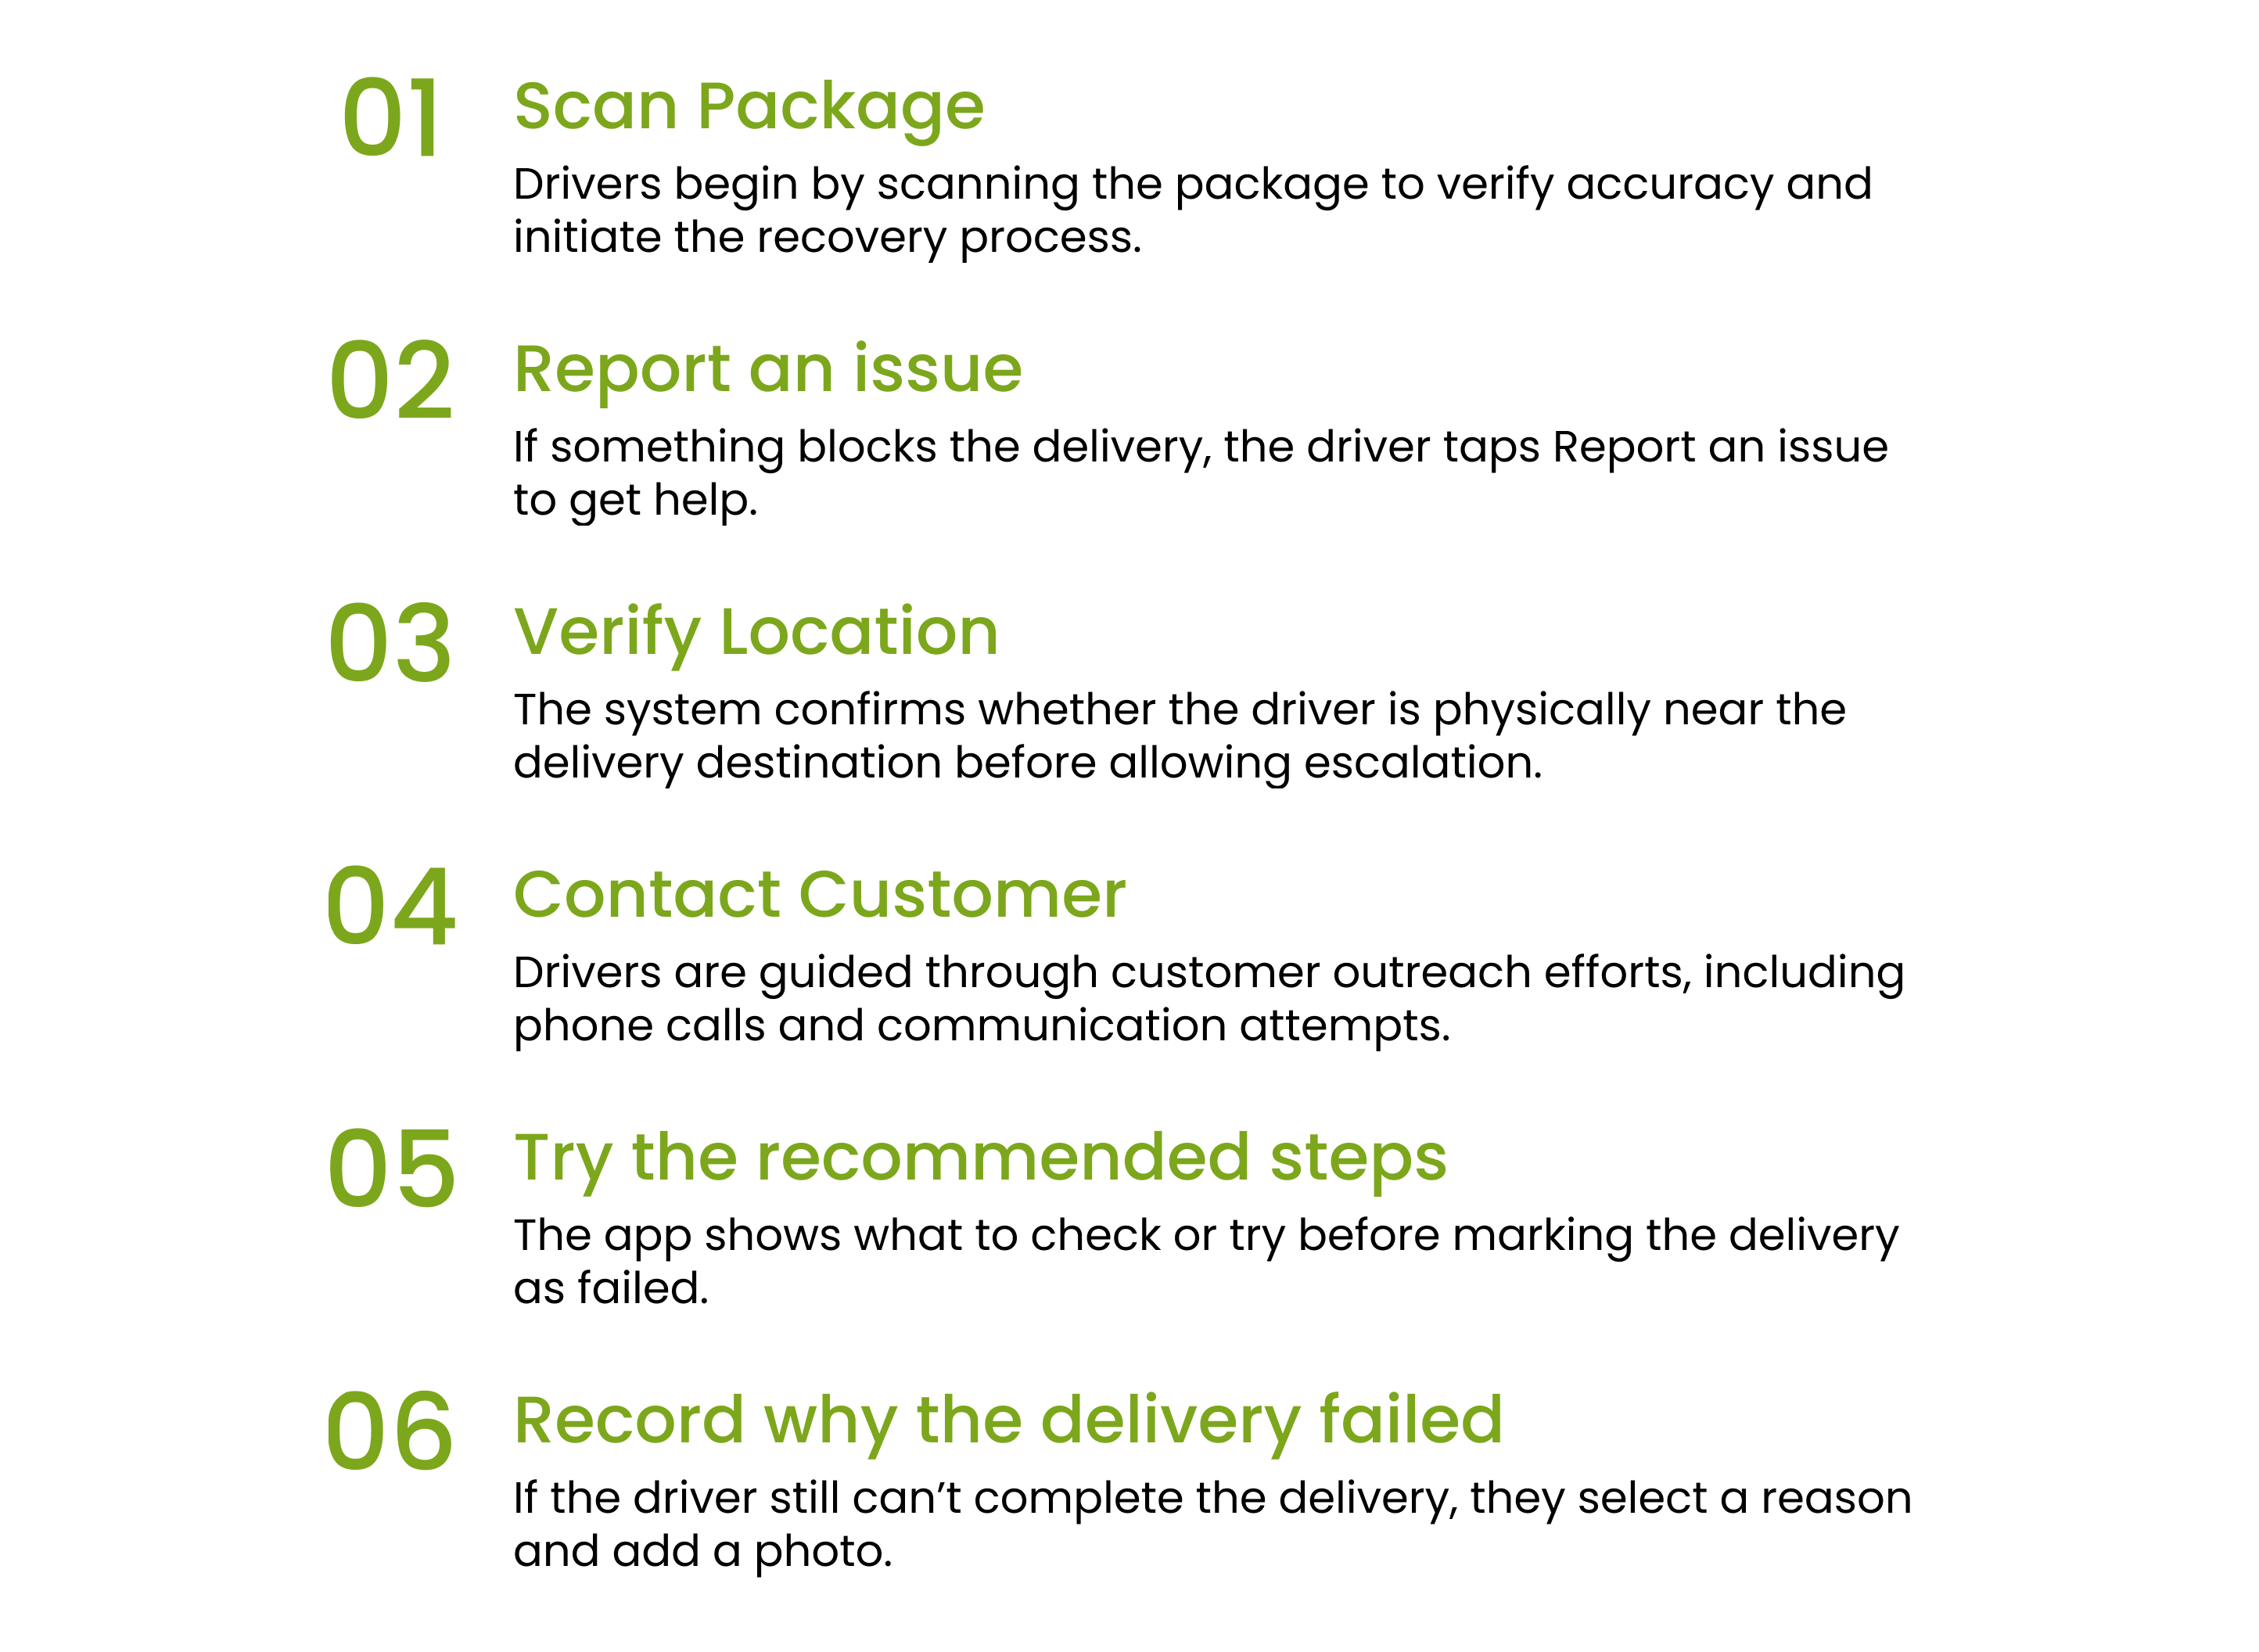 01
Scan Package
Drivers begin by scanning the package to verify accuracy and
initiate the recovery process.
02
Report an issue
If something blocks the delivery, the driver taps Report an issue
to get help.
03
Verify Location
The system confirms whether the driver is physically near the
delivery destination before allowing escalation.
04
Contact Customer
Drivers are guided through customer outreach efforts, including
phone calls and communication attempts.
05
Try the recommended steps
The app shows what to check or try before marking the delivery
as failed.
06
Record why the delivery failed
If the driver still can’t complete the delivery, they select a reason
and add a photo.